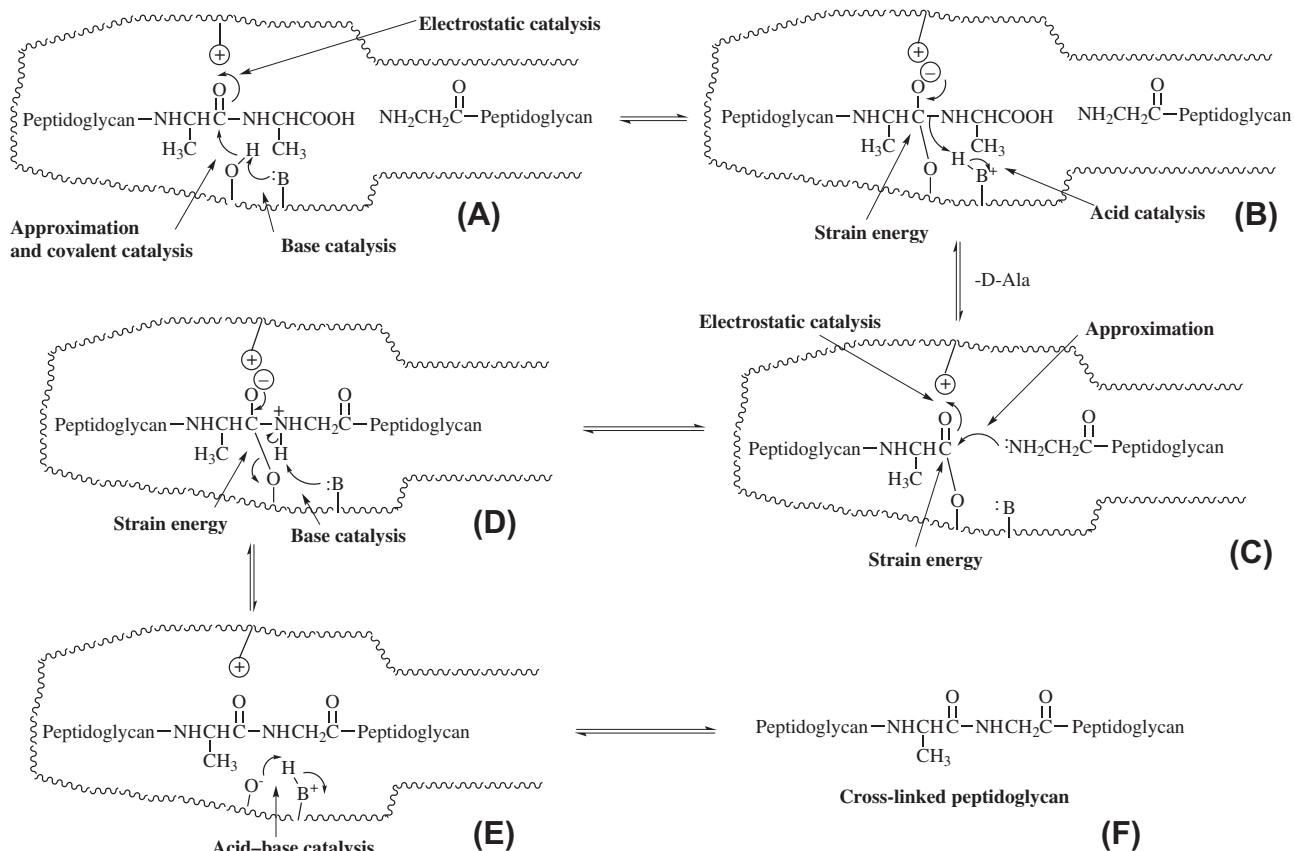 Electrostatic catalysis
+
O
Peptidoglycan—NHCHC—NHCHCOOH
H3C
CH3
O H
:B
NH2CH2C—Peptidoglycan
O
Approximation
and covalent catalysis
Base catalysis
(A)
+
−
O
Peptidoglycan—NHCHC—NHCHCOOH
H3C
CH3
H
O
B+
NH2CH2C—Peptidoglycan
O
Strain energy
Acid catalysis
(B)
-D-Ala
Electrostatic catalysis
Approximation
+
O
O
Peptidoglycan—NHCHC
:NH2CH2C—Peptidoglycan
CH3
O
:B
Strain energy
(C)
+
−
O
+
O
Peptidoglycan—NHCHC—NHCH2C—Peptidoglycan
H3C
H
O
:B
Strain energy
Base catalysis
(D)
+
O
O
Peptidoglycan—NHCHC—NHCH2C—Peptidoglycan
CH3
H
O-
B+
Acid–base catalysis
(E)
O
O
Peptidoglycan—NHCHC—NHCH2C—Peptidoglycan
CH3
Cross-linked peptidoglycan
(F)